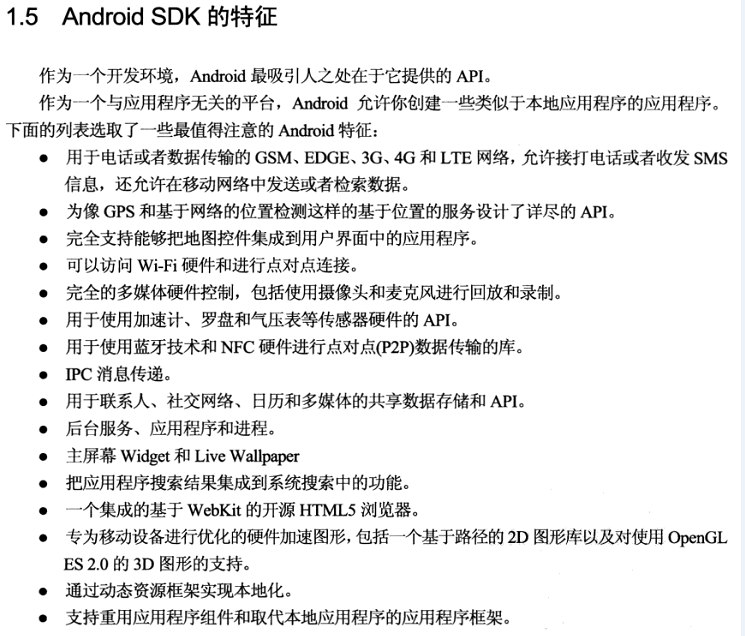 1.5 Android SDK 的特征
作为一个开发环境，Android 最吸引人之处在于它提供的 API。
作为一个与应用程序无关的平台，Android 允许你创建一些类似于本地应用程序的应用程序。
下面的列表选取了一些最值得注意的 Android 特征：
● 用于电话或者数据传输的 GSM、EDGE、3G、4G 和 LTE 网络，允许接打电话或者收发 SMS
信息，还允许在移动网络中发送或者检索数据。
● 为像 GPS 和基于网络的位置检测这样的基于位置的服务设计了详尽的 API。
● 完全支持能够把地图控件集成到用户界面中的应用程序。
● 可以访问 Wi-Fi 硬件和进行点对点连接。
● 完全的多媒体硬件控制，包括使用摄像头和麦克风进行回放和录制。
● 用于使用加速计、罗盘和气压表等传感器硬件的 API。
● 用于使用蓝牙技术和 NFC 硬件进行点对点(P2P)数据传输的库。
● IPC 消息传递。
● 用于联系人、社交网络、日历和多媒体的共享数据存储和 API。
● 后台服务、应用程序和进程。
● 主屏幕 Widget 和 Live Wallpaper
● 把应用程序搜索结果集成到系统搜索中的功能。
● 一个集成的基于 WebKit 的开源 HTML5 浏览器。
● 专为移动设备进行优化的硬件加速图形，包括一个基于路径的 2D 图形库以及对使用 OpenGL
ES 2.0 的 3D 图形的支持。
● 通过动态资源框架实现本地化。
● 支持重用应用程序组件和取代本地应用程序的应用程序框架。